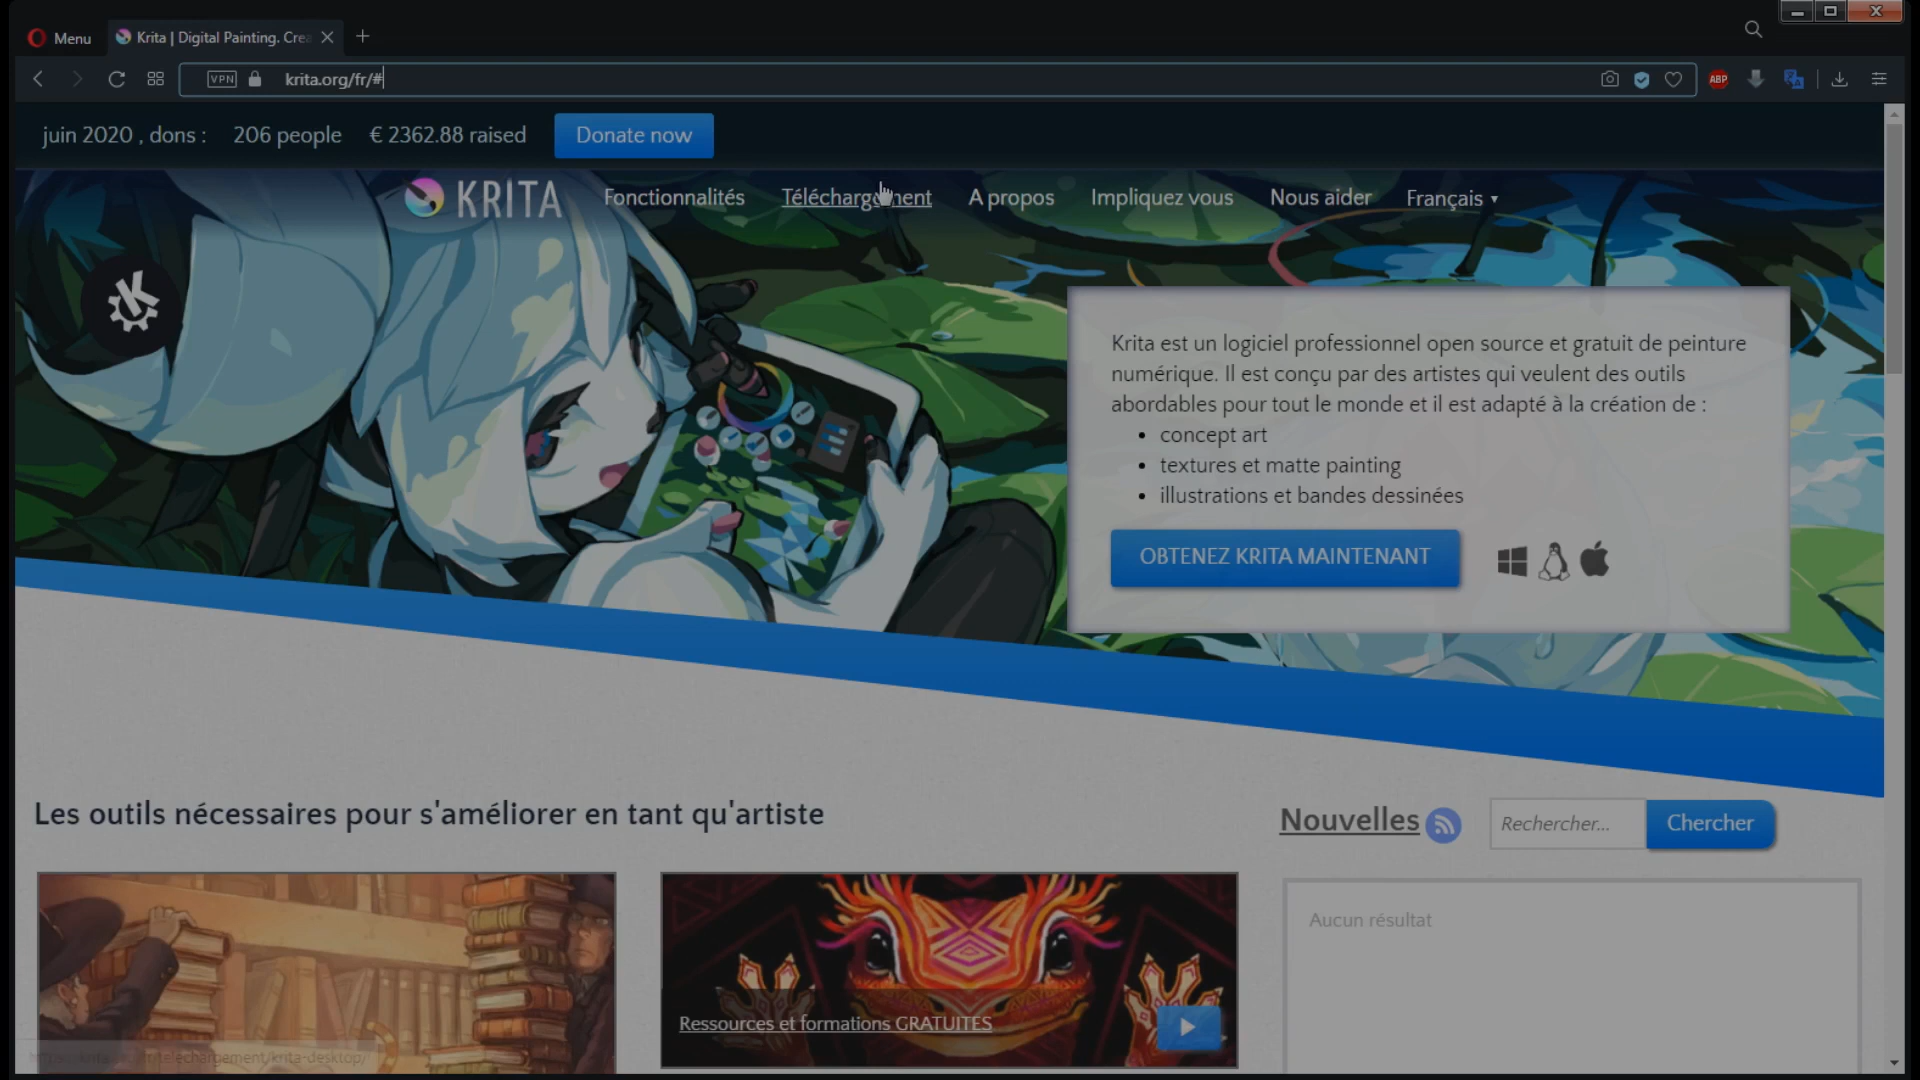 Menu
Krita | Digital Painting. Crea
VPN
krita.org/fr/#
ABP
juin 2020 , dons : 206 people € 2362.88 raised Donate now
KRITA Fonctionnalités Téléchargement A propos Impliquez vous Nous aider Français ▾
Krita est un logiciel professionnel open source et gratuit de peinture
numérique. Il est conçu par des artistes qui veulent des outils
abordables pour tout le monde et il est adapté à la création de :
• concept art
• textures et matte painting
• illustrations et bandes dessinées
OBTENEZ KRITA MAINTENANT
Les outils nécessaires pour s'améliorer en tant qu'artiste
Nouvelles
Rechercher... Chercher
Aucun résultat
Ressources et formations GRATUITES